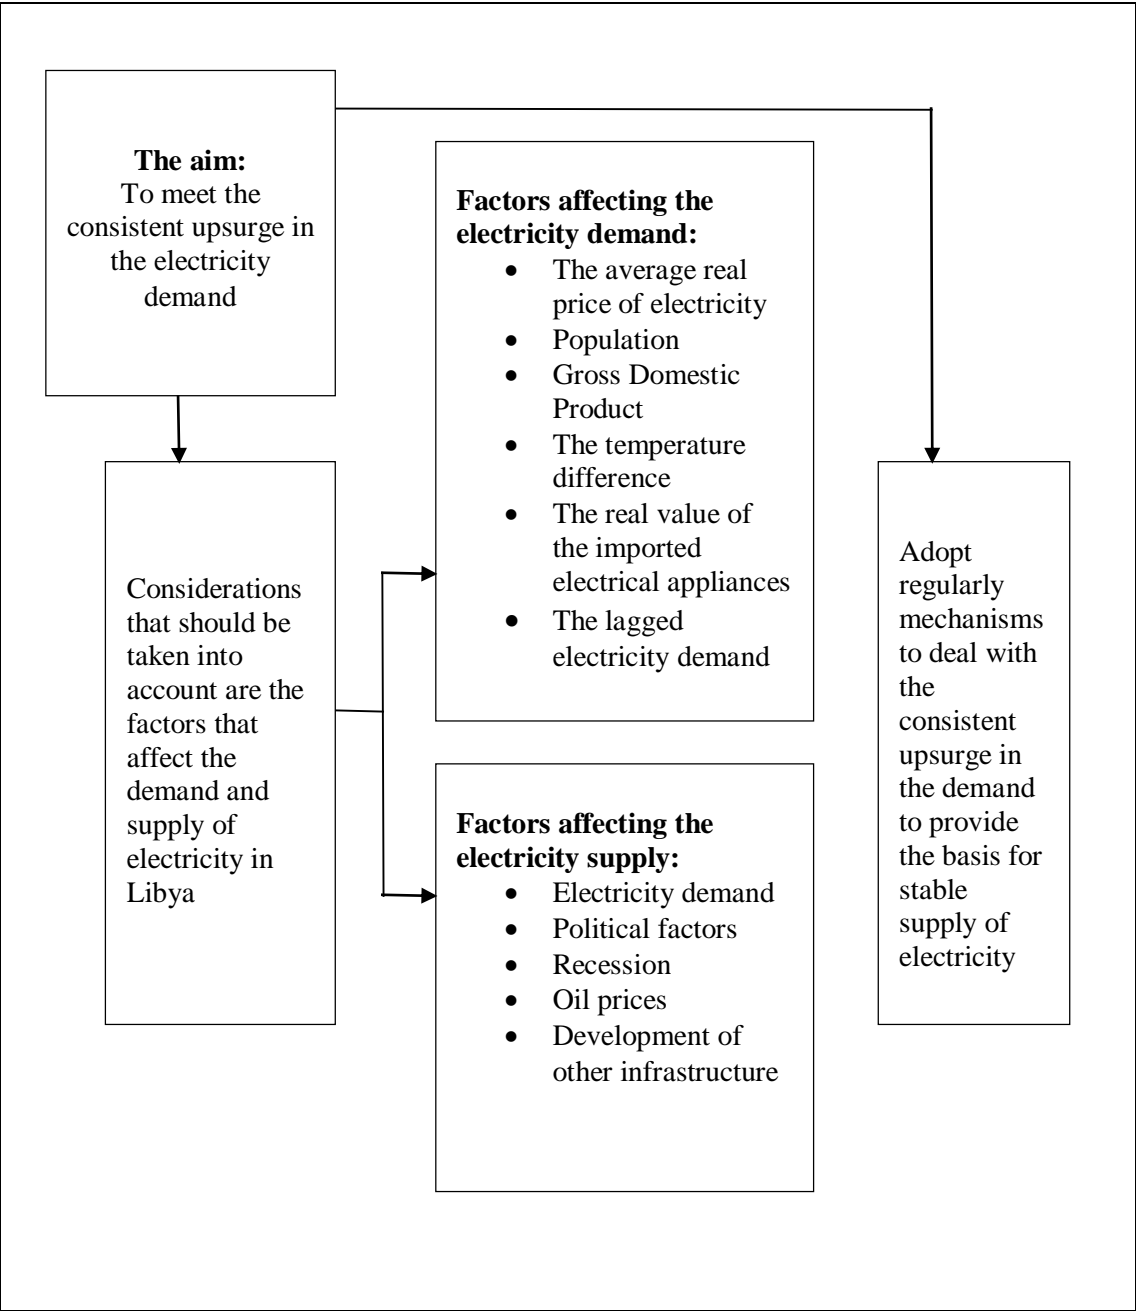 The aim:
To meet the
consistent upsurge in
the electricity
demand
Factors affecting the
electricity demand:
• The average real
price of electricity
• Population
• Gross Domestic
Product
• The temperature
difference
• The real value of
the imported
electrical appliances
• The lagged
electricity demand
Considerations
that should be
taken into
account are the
factors that
affect the
demand and
supply of
electricity in
Libya
Factors affecting the
electricity supply:
• Electricity demand
• Political factors
• Recession
• Oil prices
• Development of
other infrastructure
Adopt
regularly
mechanisms
to deal with
the
consistent
upsurge in
the demand
to provide
the basis for
stable
supply of
electricity